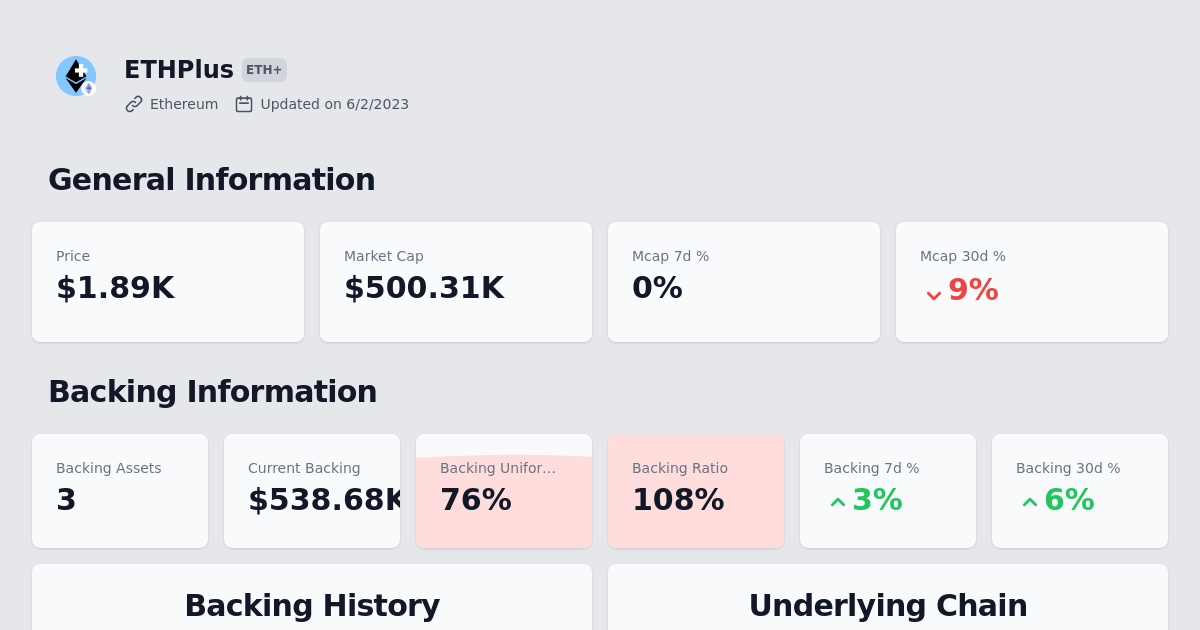 ETHPlus ETH+
Ethereum Updated on 6/2/2023
General Information
Price Market Cap Mcap 7d % Mcap 30d %
$1.89K $500.31K 0% 9%
Backing Information
Backing Assets Current Backing Backing Unifor... Backing Ratio Backing 7d % Backing 30d %
3 $538.68K 76% 108% 3% 6%
Backing History Underlying Chain